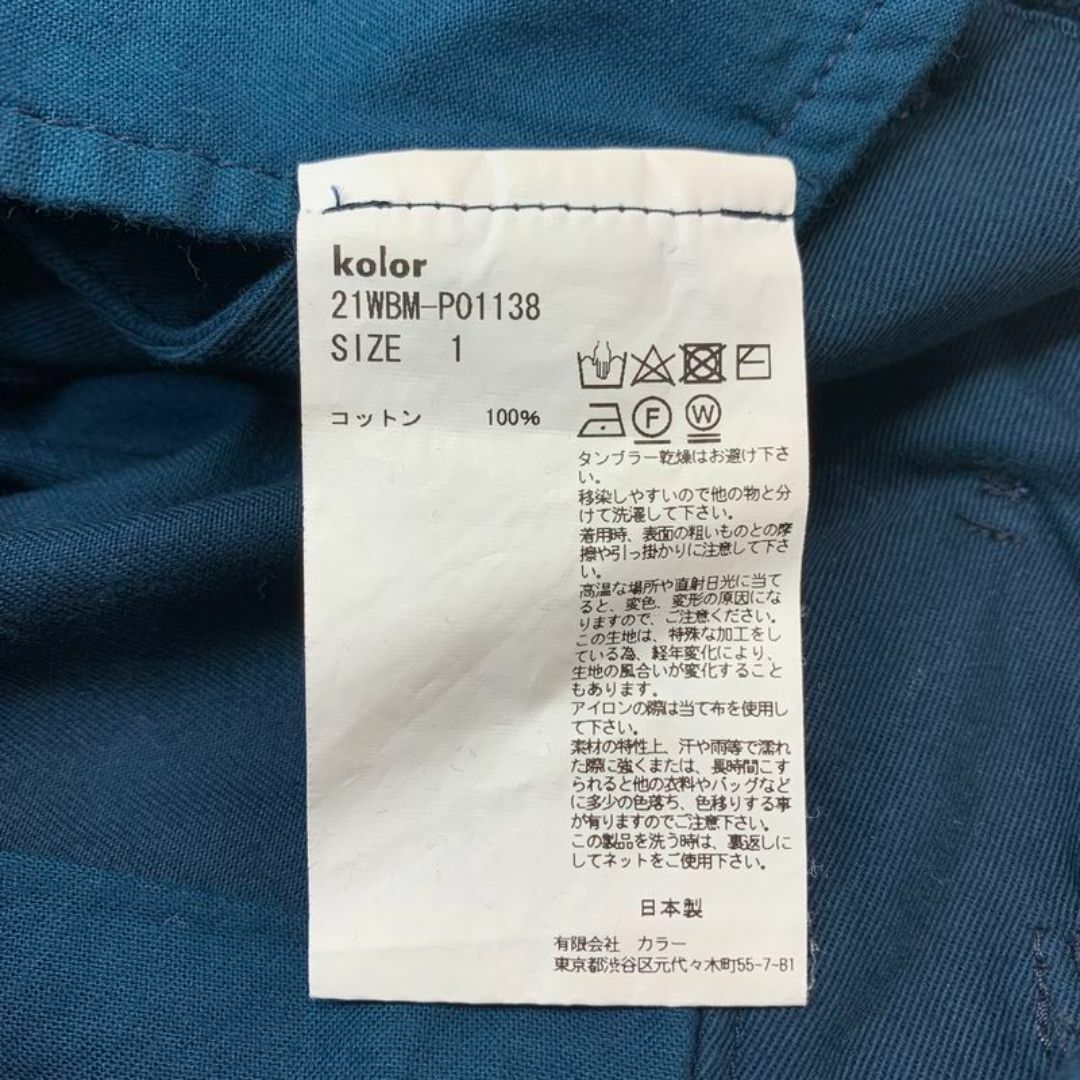 kolor
21WBM-P01138
SIZE 1
コットン 100%
F W
タンブラー乾燥はお避け下さ
い。
移染しやすいので他の物と分
けて洗濯して下さい。
着用時、表面の粗いものとの摩
擦や引っ掛かりに注意して下さ
い。
高温な場所や直射日光に当て
ると、変色、変形の原因にな
りますので、ご注意ください。
この生地は、特殊な加工をし
ている為、経年変化により、
生地の風合いが変化すること
もあります。
アイロンの際は当て布を使用し
て下さい。
素材の特性上、汗や雨等で濡れ
た際に強くまたは、長時間こす
られると他の衣料やバッグなど
に多少の色落ち、色移りする事
が有りますのでご注意下さい。
この製品を洗う時は、裏返しに
してネットをご使用下さい。
日本製
有限会社 カラー
東京都渋谷区元代々木町55-7-B1